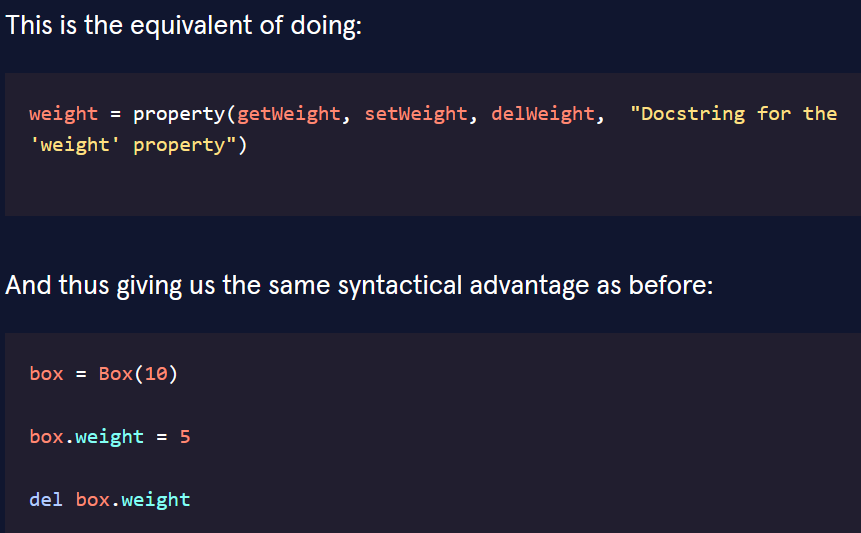 This is the equivalent of doing:
weight = property(getWeight, setWeight, delWeight,  "Docstring for the
'weight' property")
And thus giving us the same syntactical advantage as before:
box = Box(10)
box.weight = 5
del box.weight